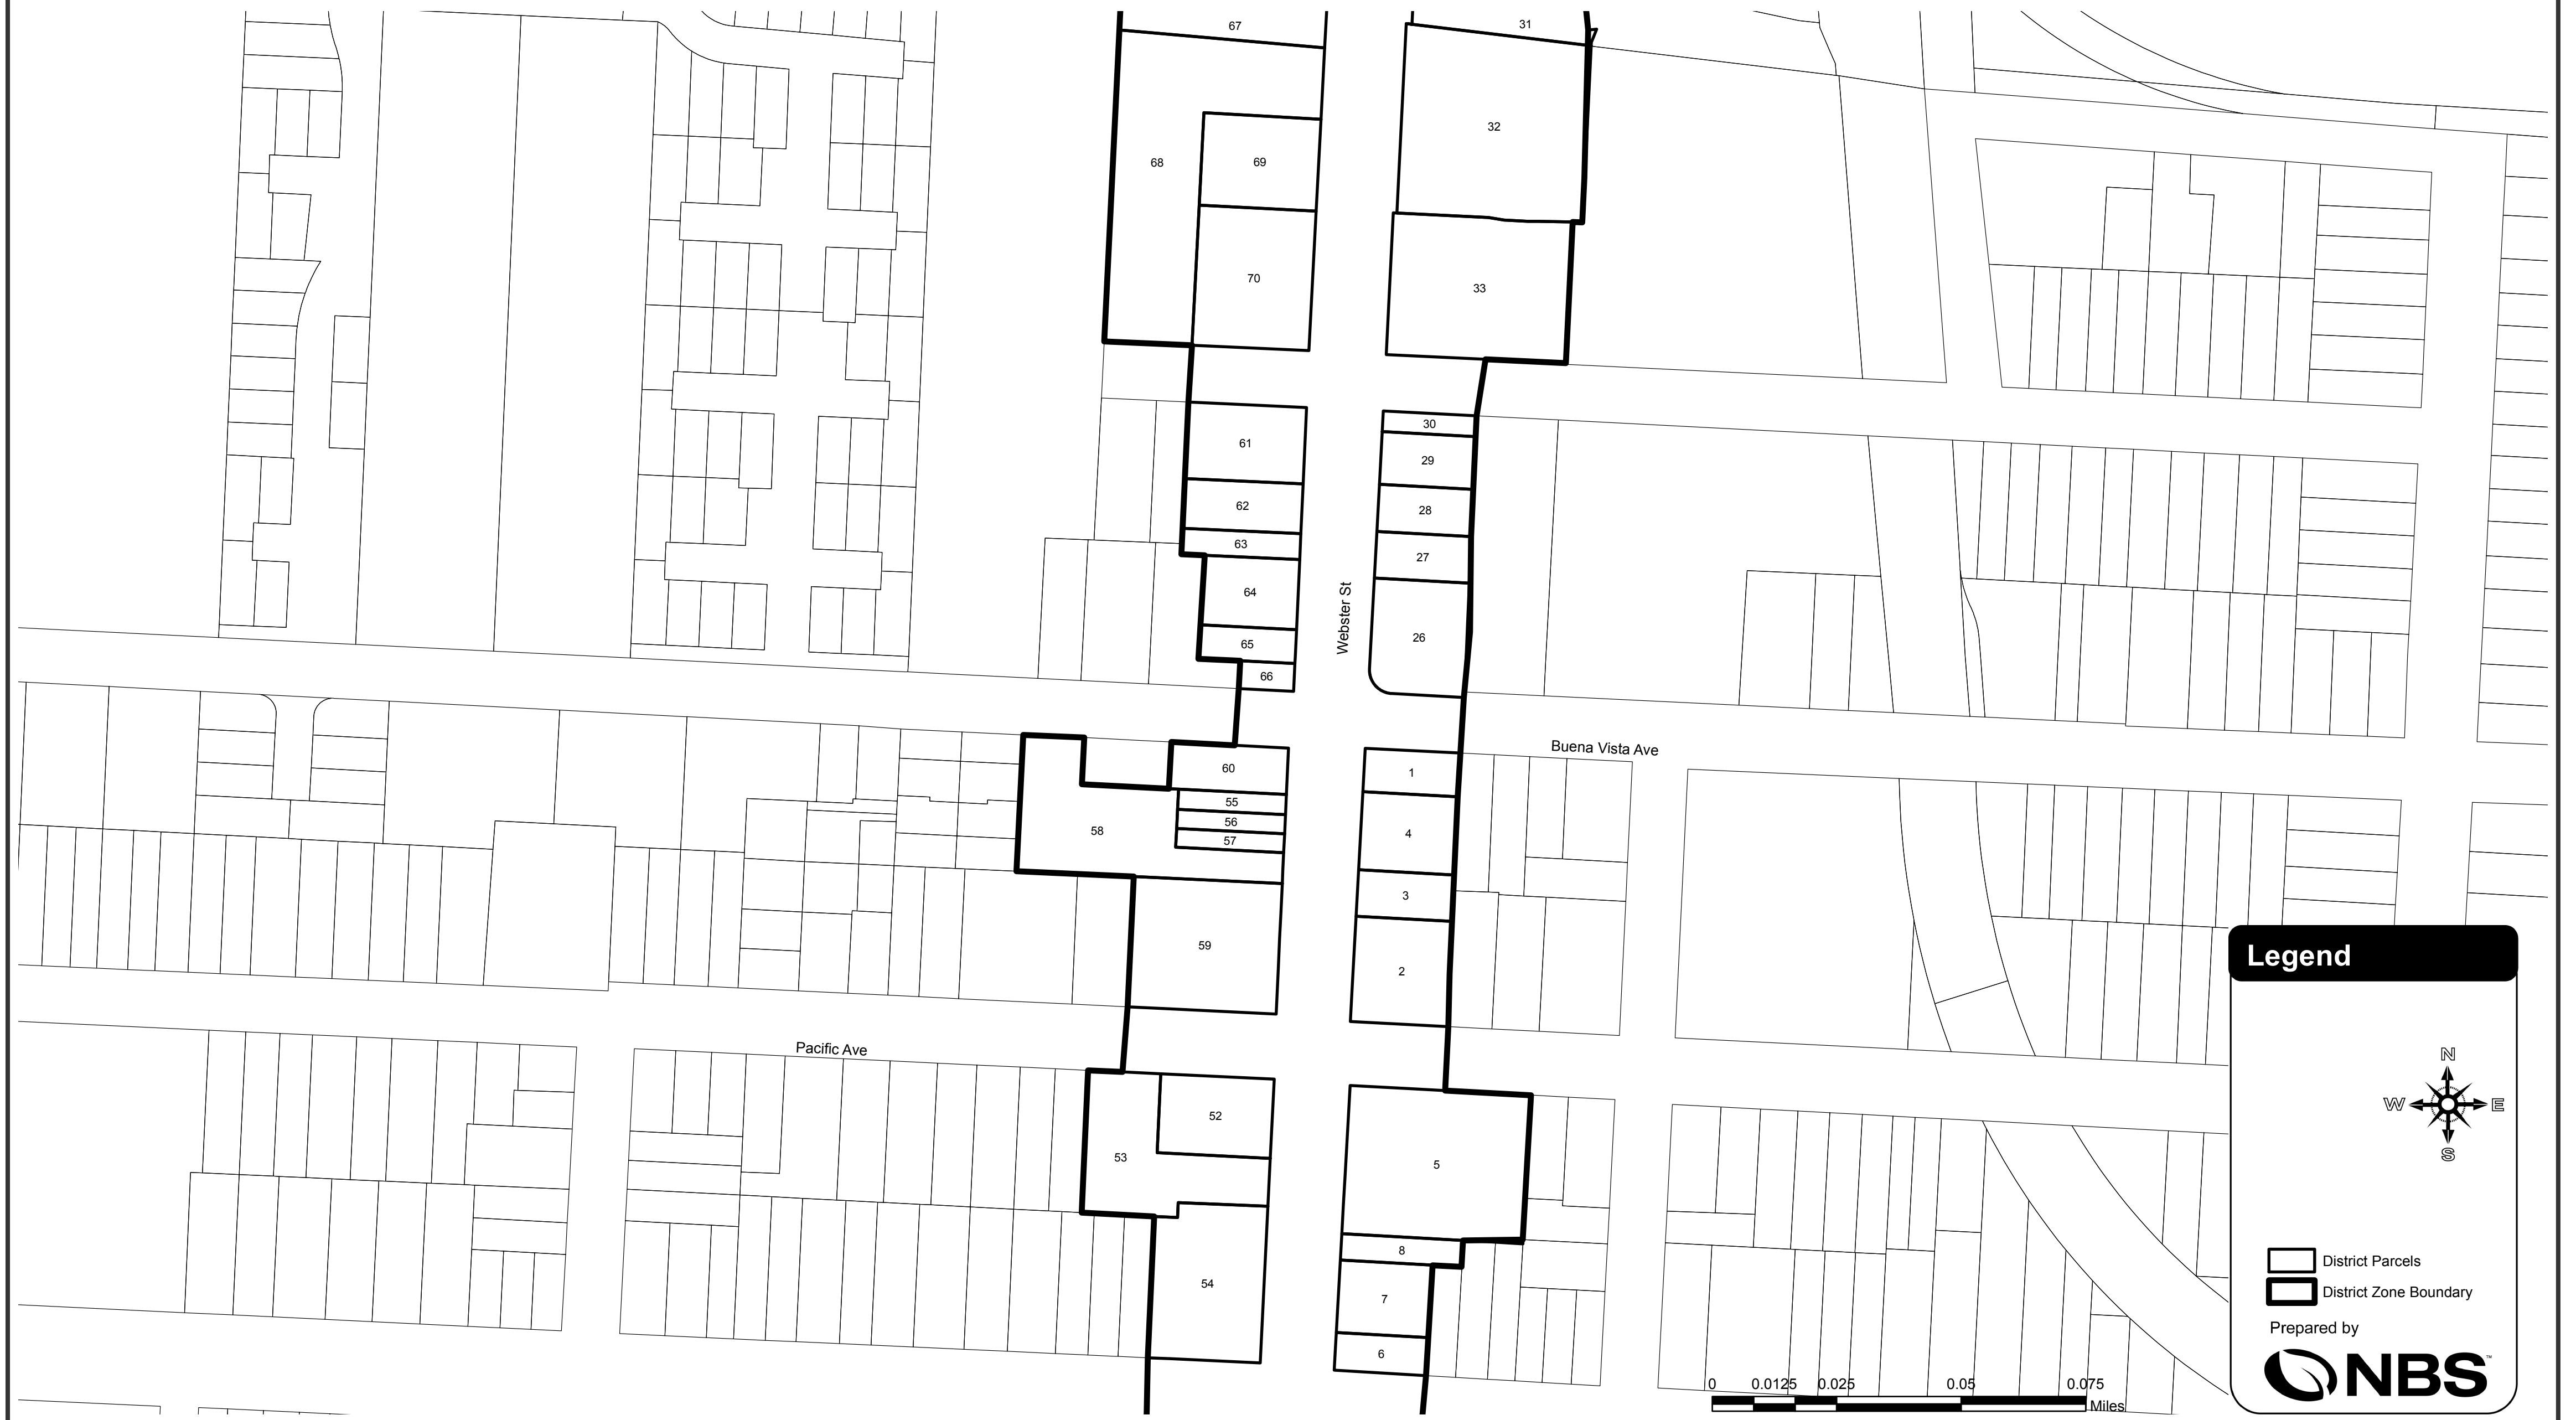 67
31
32
68
69
70
33
61
30
29
62
28
63
27
64
Webster St
26
65
66
Buena Vista Ave
60
1
55
56
58
4
57
3
59
2
Legend
Pacific Ave
N
W E
S
52
53
5
8
54
7
6
District Parcels
District Zone Boundary
Prepared by
NBS™
0 0.0125 0.025 0.05 0.075
Miles